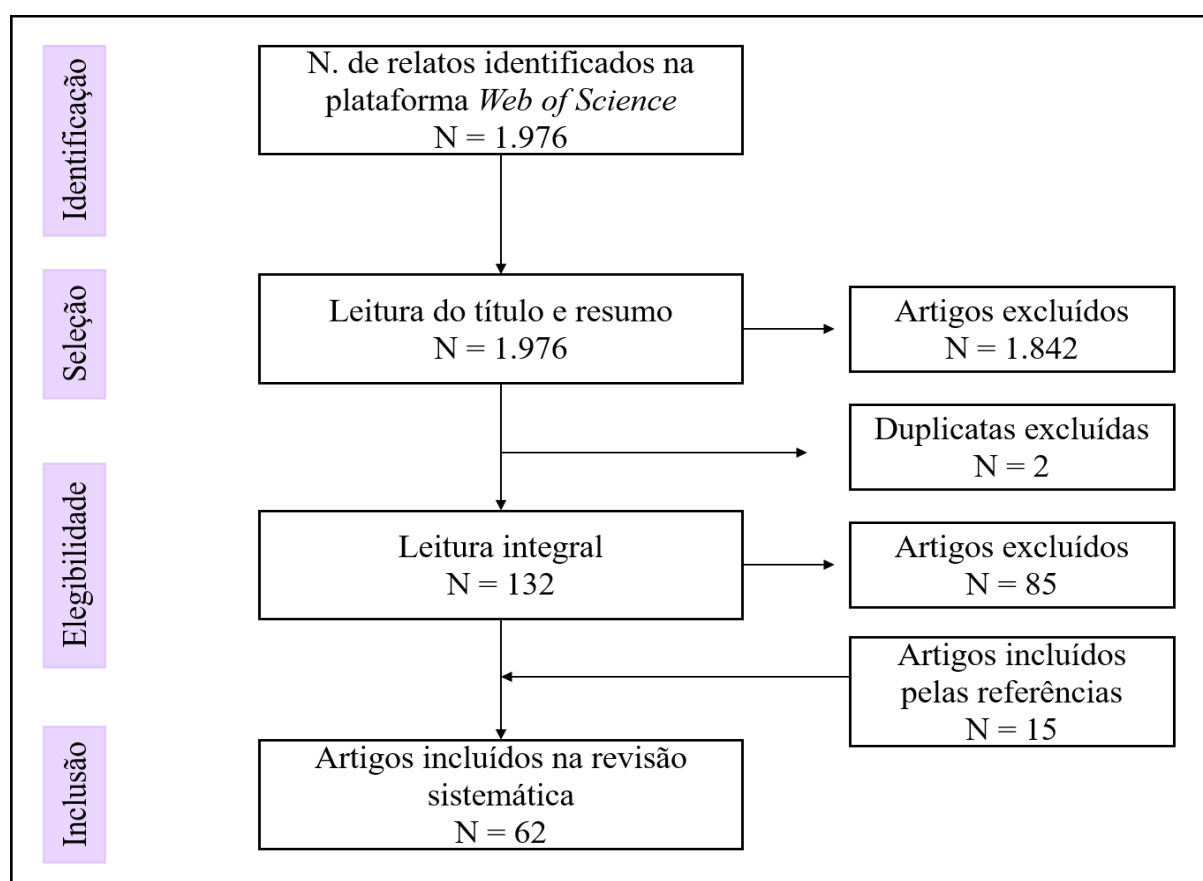 Identificação
N. de relatos identificados na
plataforma Web of Science
N = 1.976
Seleção
Leitura do título e resumo
N = 1.976
Artigos excluídos
N = 1.842
Duplicatas excluídas
N = 2
Elegibilidade
Leitura integral
N = 132
Artigos excluídos
N = 85
Artigos incluídos
pelas referências
N = 15
Inclusão
Artigos incluídos na revisão
sistemática
N = 62